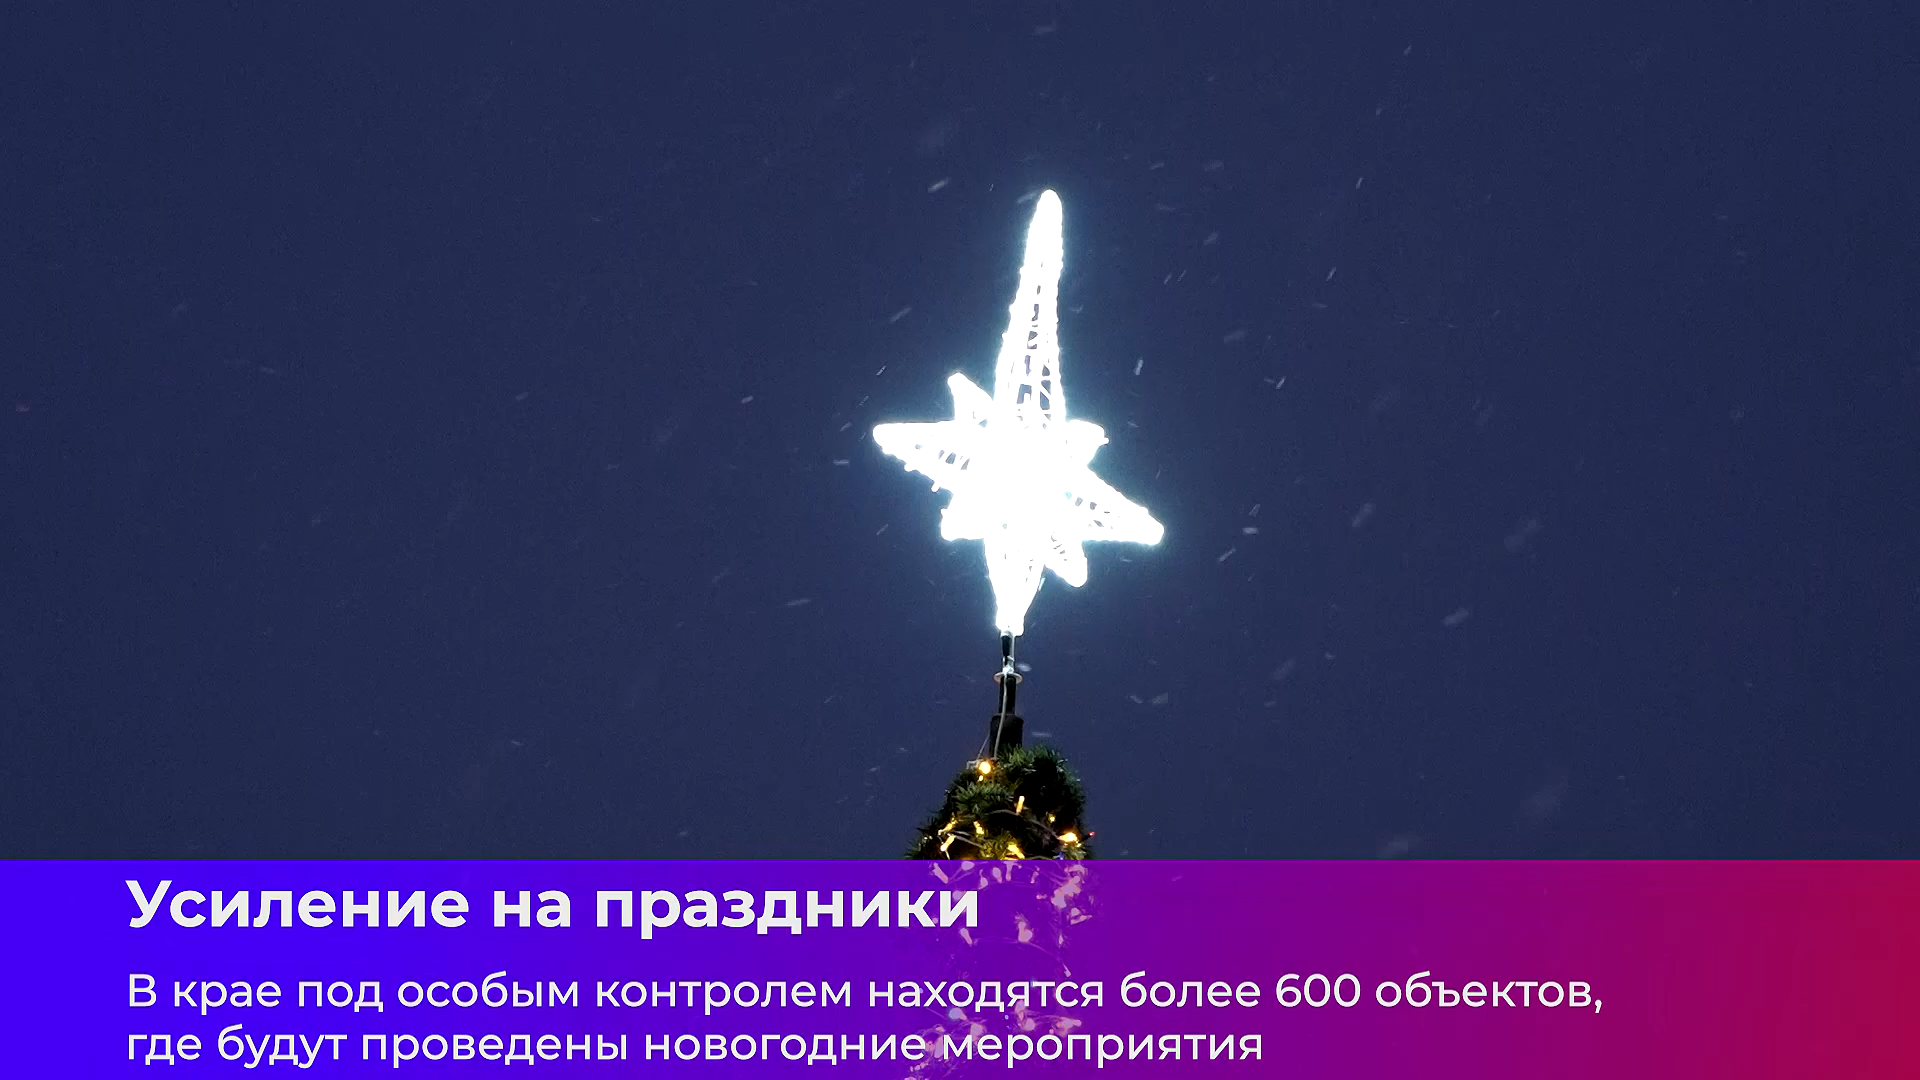 Усиление на праздники
В крае под особым контролем находятся более 600 объектов,
где будут проведены новогодние мероприятия